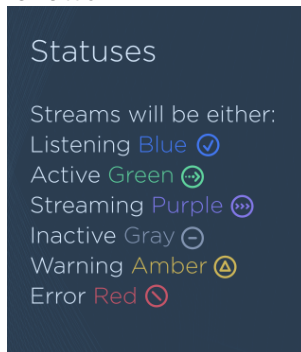 Statuses
Streams will be either:
Listening Blue
Active Green
Streaming Purple
Inactive Gray
Warning Amber
Error Red